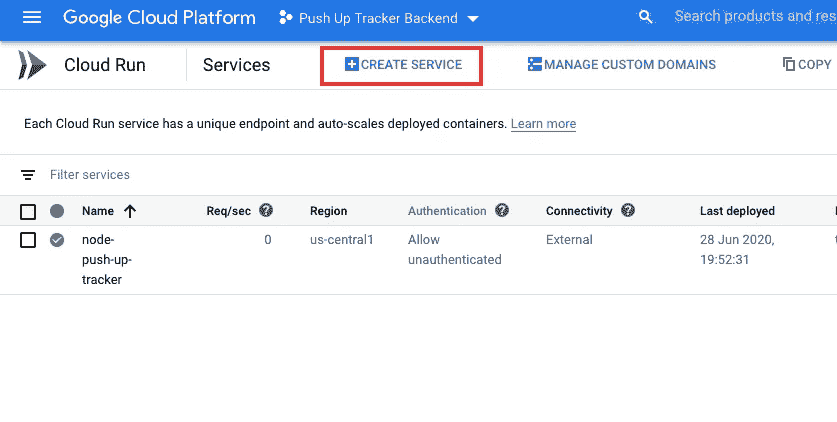 Google Cloud Platform Push Up Tracker Backend Search products and res
Cloud Run Services CREATE SERVICE MANAGE CUSTOM DOMAINS COPY
Each Cloud Run service has a unique endpoint and auto-scales deployed containers. Learn more
Filter services
Name Req/sec Region Authentication Connectivity Last deployed
node- 0 us-central1 Allow External 28 Jun 2020,
push-up- unauthenticated 19:52:31
tracker